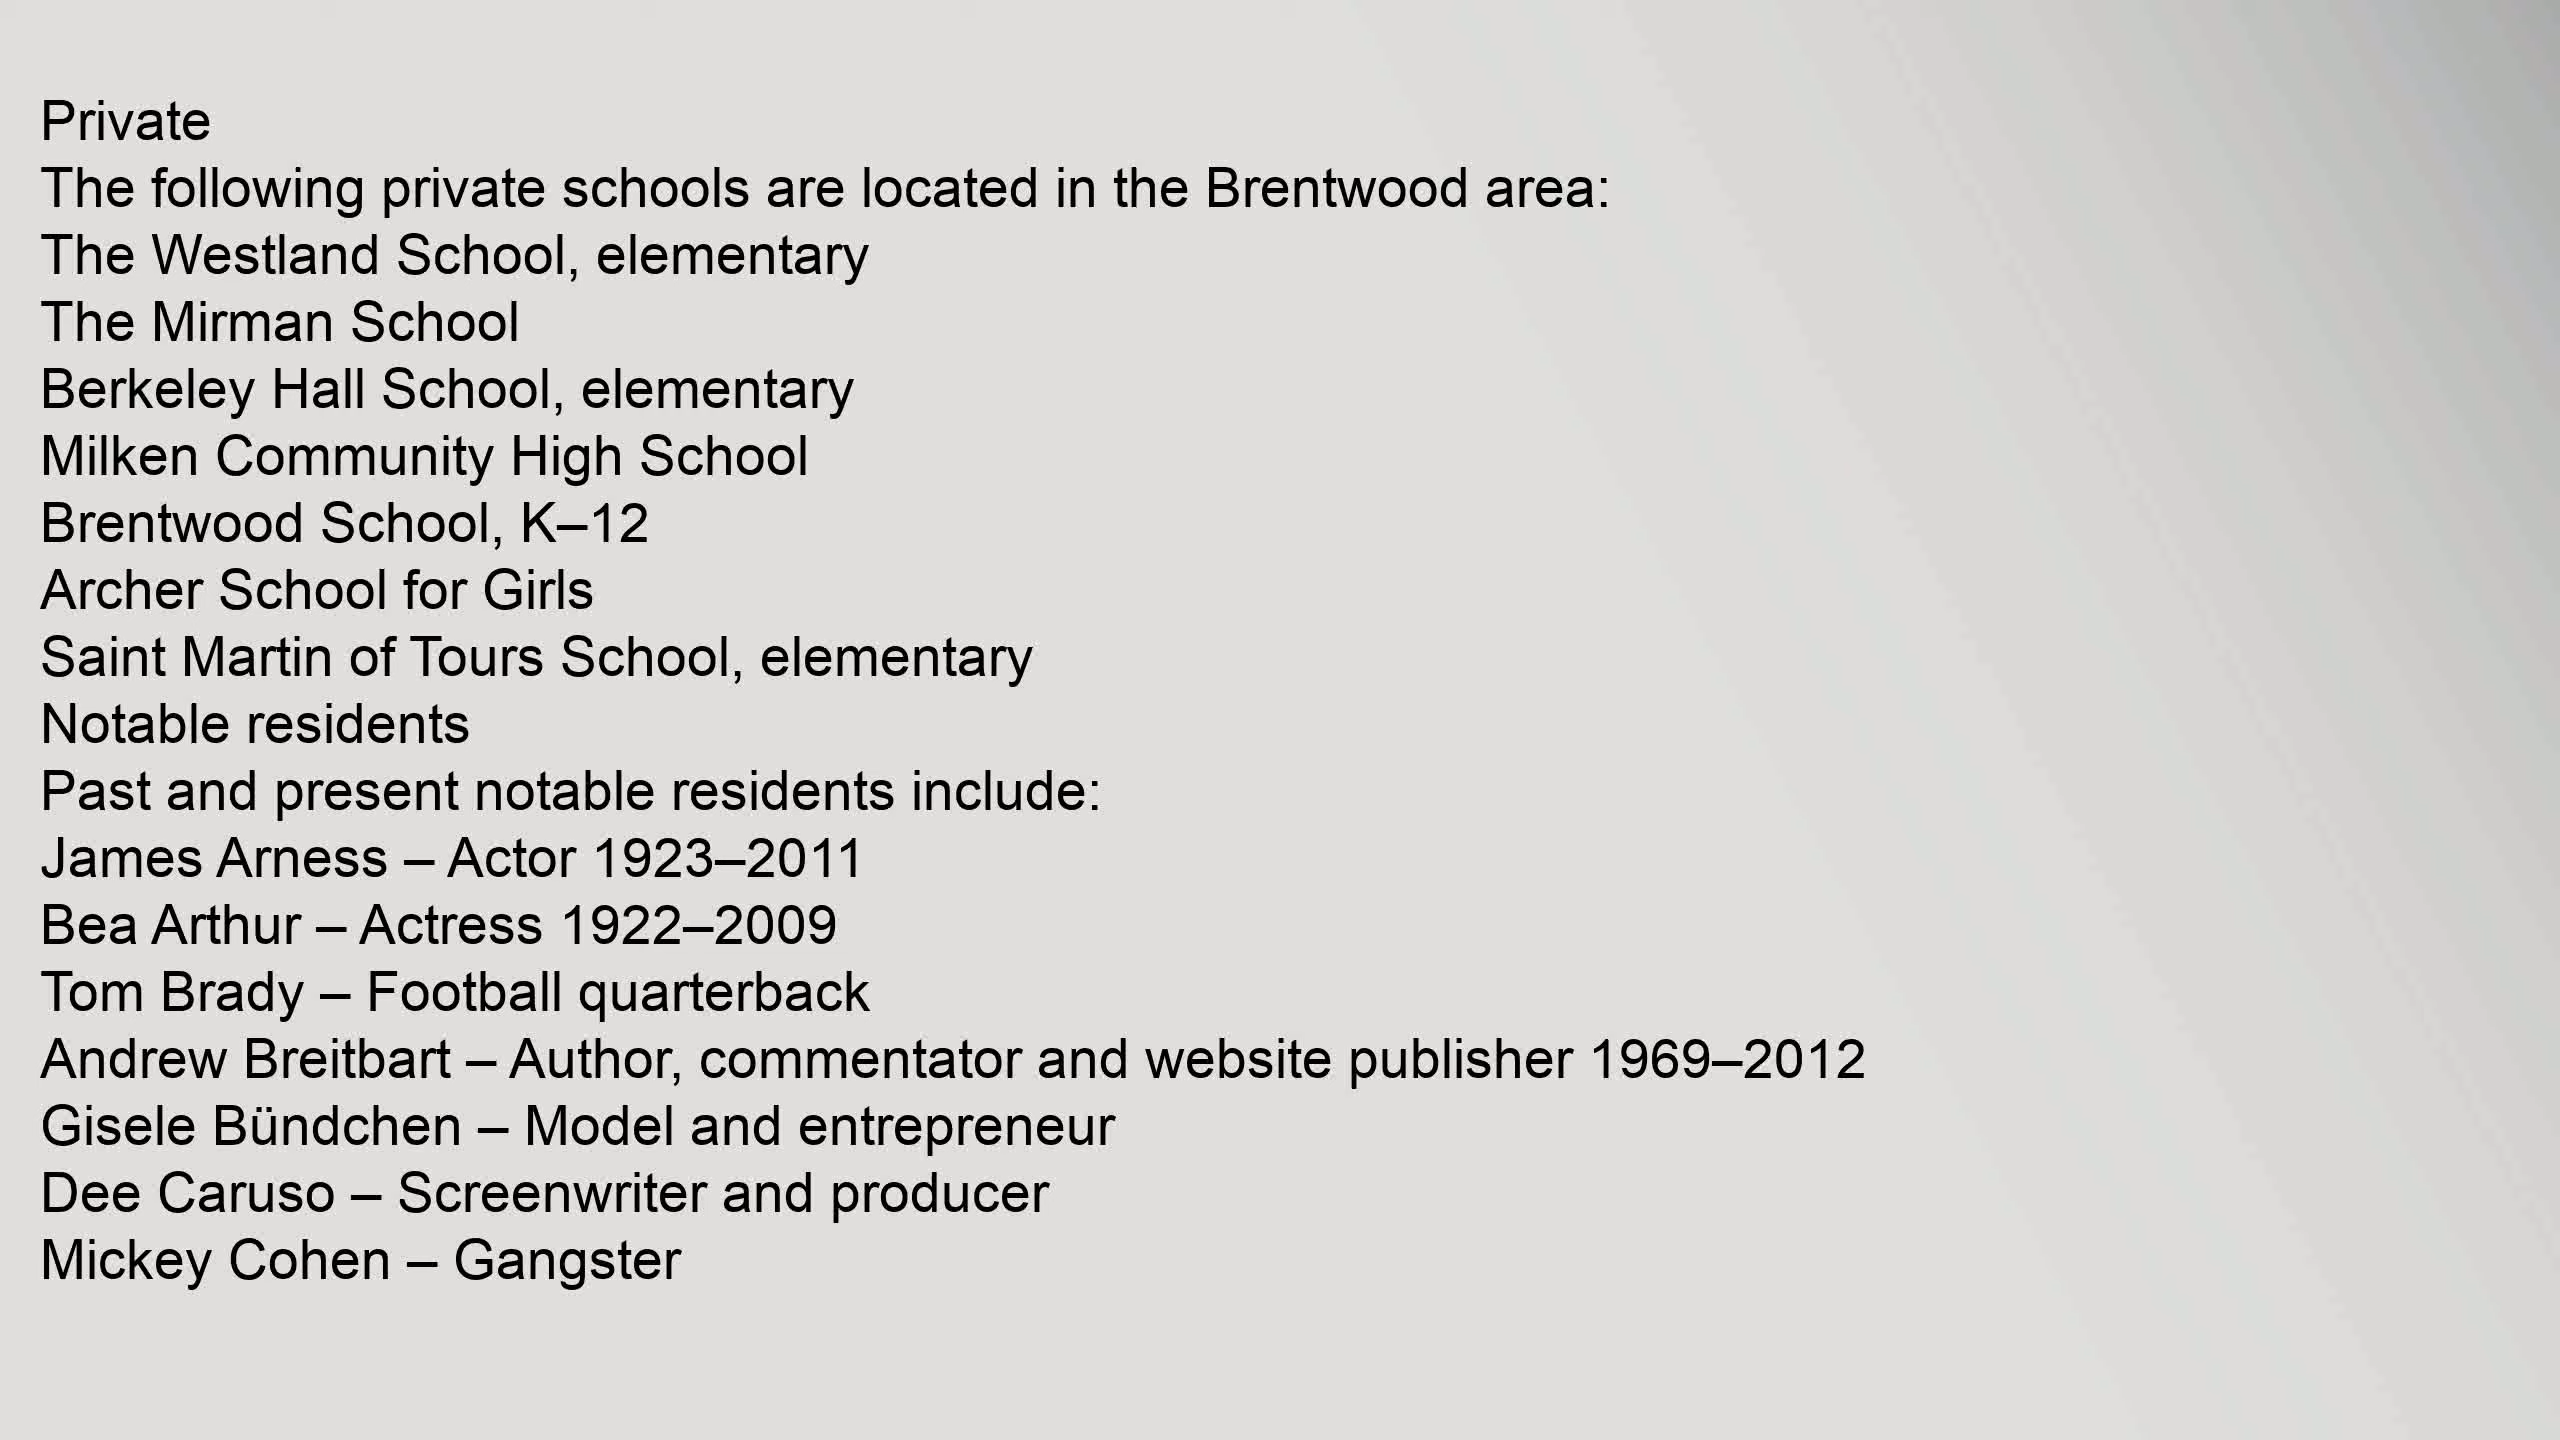 Private
The following private schools are located in the Brentwood area:
The Westland School, elementary
The Mirman School
Berkeley Hall School, elementary
Milken Community High School
Brentwood School, K–12
Archer School for Girls
Saint Martin of Tours School, elementary
Notable residents
Past and present notable residents include:
James Arness – Actor 1923–2011
Bea Arthur – Actress 1922–2009
Tom Brady – Football quarterback
Andrew Breitbart – Author, commentator and website publisher 1969–2012
Gisele Bündchen – Model and entrepreneur
Dee Caruso – Screenwriter and producer
Mickey Cohen – Gangster